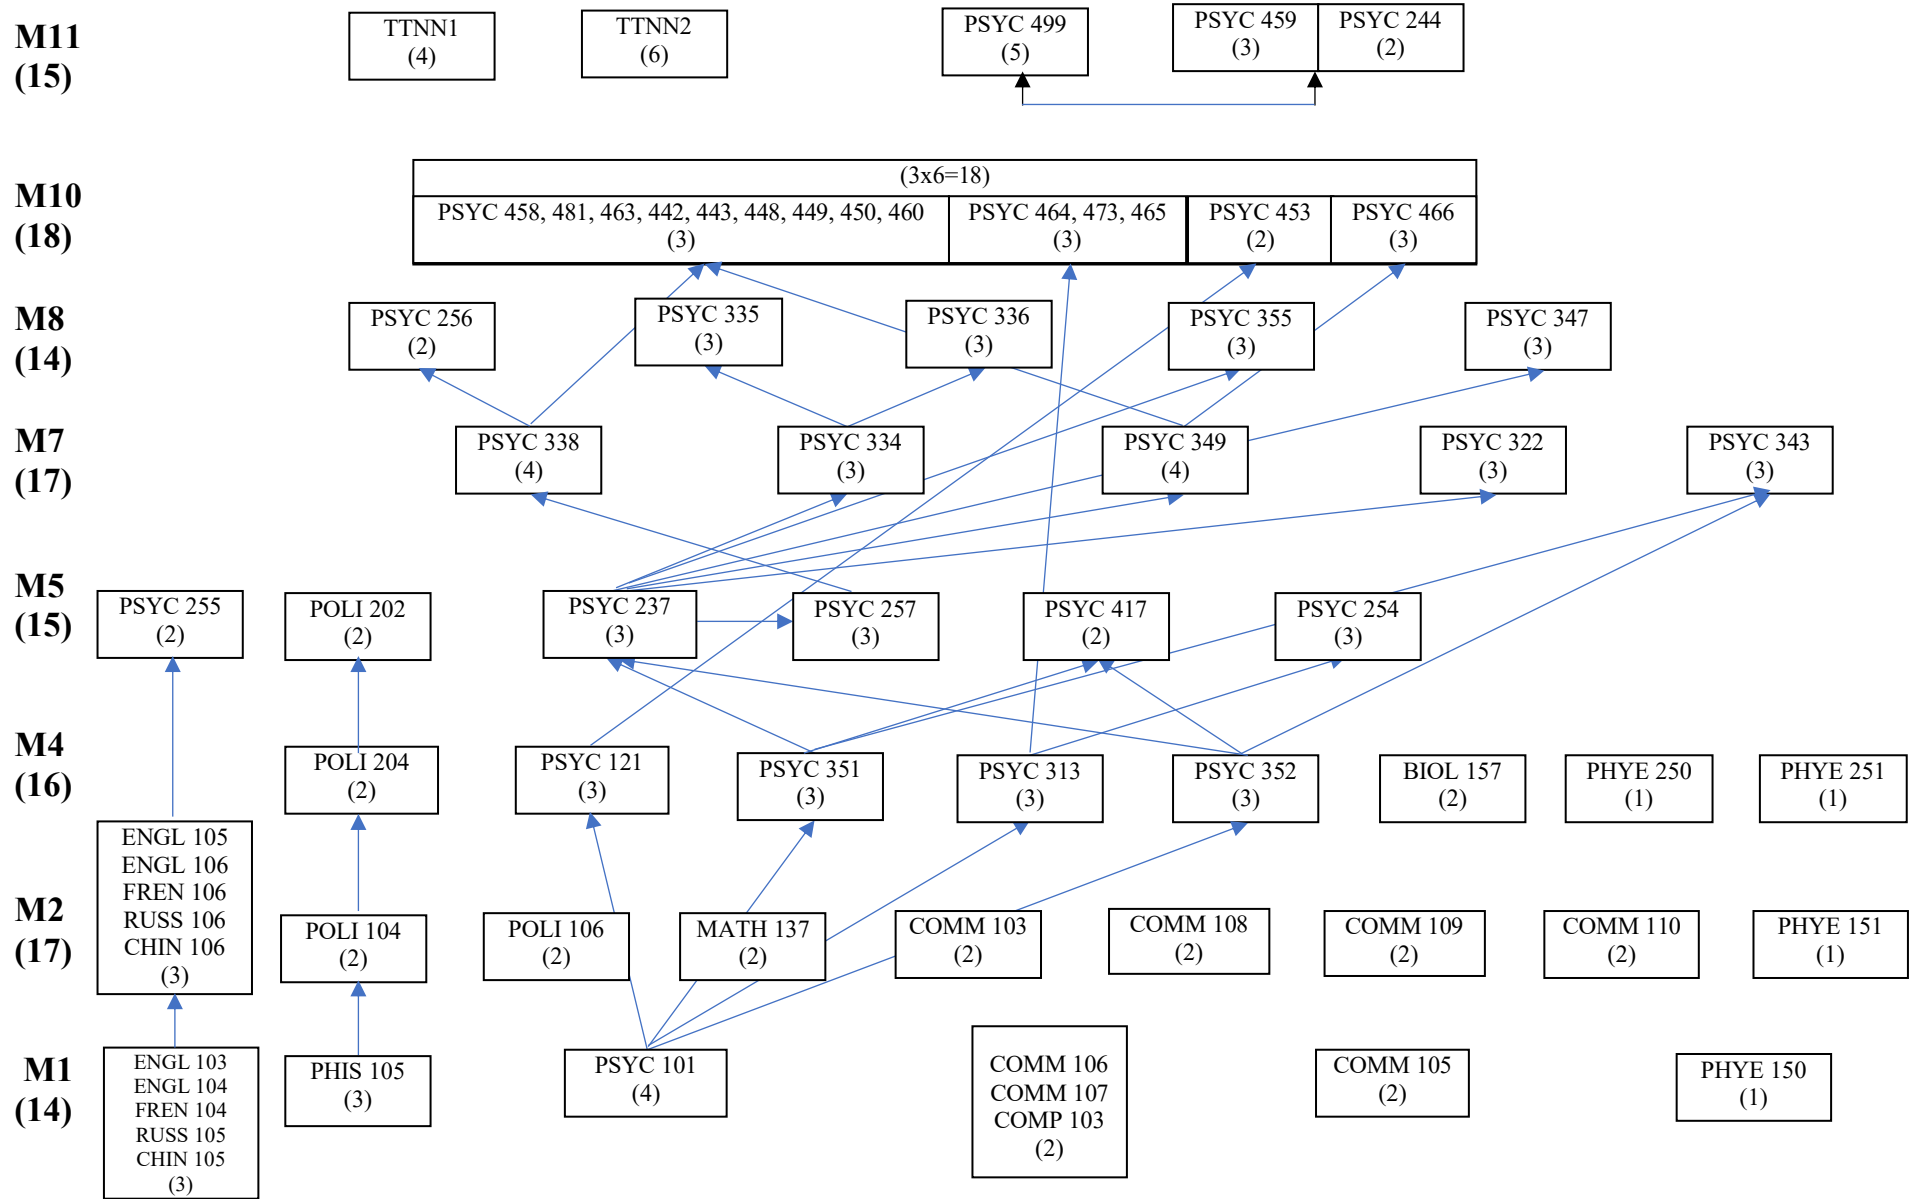 M11
(15)
TTNN1
(4)
TTNN2
(6)
PSYC 499
(5)
PSYC 459
(3)
PSYC 244
(2)
M10
(18)
(3x6=18)
PSYC 458, 481, 463, 442, 443, 448, 449, 450, 460
(3)
PSYC 464, 473, 465
(3)
PSYC 453
(2)
PSYC 466
(3)
M8
(14)
PSYC 256
(2)
PSYC 335
(3)
PSYC 336
(3)
PSYC 355
(3)
PSYC 347
(3)
M7
(17)
PSYC 338
(4)
PSYC 334
(3)
PSYC 349
(4)
PSYC 322
(3)
PSYC 343
(3)
M5
(15)
PSYC 255
(2)
POLI 202
(2)
PSYC 237
(3)
PSYC 257
(3)
PSYC 417
(2)
PSYC 254
(3)
M4
(16)
POLI 204
(2)
PSYC 121
(3)
PSYC 351
(3)
PSYC 313
(3)
PSYC 352
(3)
BIOL 157
(2)
PHYE 250
(1)
PHYE 251
(1)
M2
(17)
ENGL 105
ENGL 106
FREN 106
RUSS 106
CHIN 106
(3)
POLI 104
(2)
POLI 106
(2)
MATH 137
(2)
COMM 103
(2)
COMM 108
(2)
COMM 109
(2)
COMM 110
(2)
PHYE 151
(1)
M1
(14)
ENGL 103
ENGL 104
FREN 104
RUSS 105
CHIN 105
(3)
PHIS 105
(3)
PSYC 101
(4)
COMM 106
COMM 107
COMP 103
(2)
COMM 105
(2)
PHYE 150
(1)